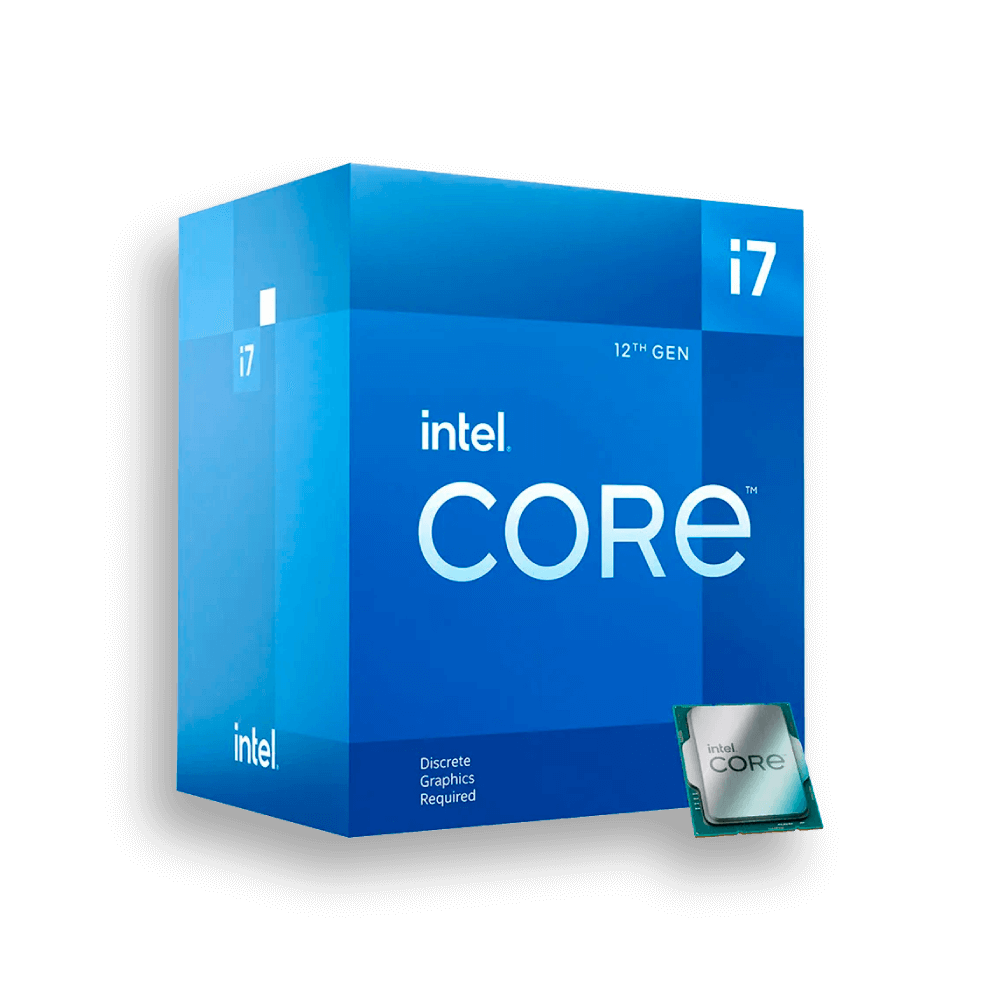 i7
i7
12TH GEN
intel.
CORE™
intel.
Discrete
Graphics
Required
intel.
CORE